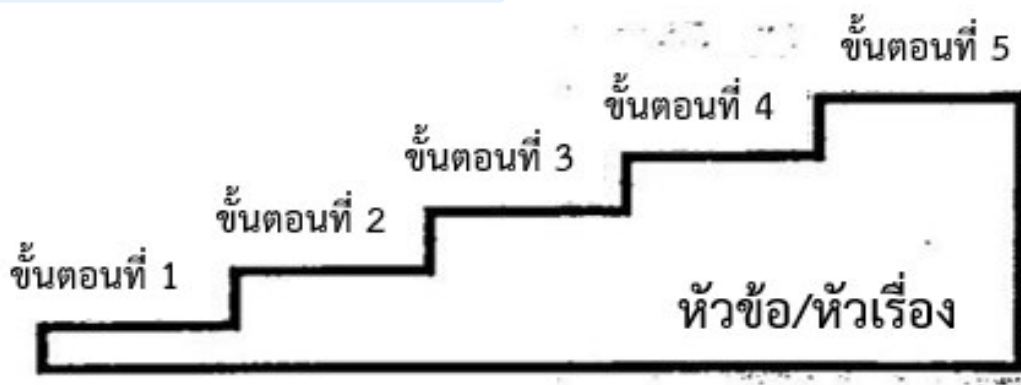 ขั้นตอนที่ 5
ขั้นตอนที่ 4
ขั้นตอนที่ 3
ขั้นตอนที่ 2
ขั้นตอนที่ 1
หัวข้อ/หัวเรื่อง